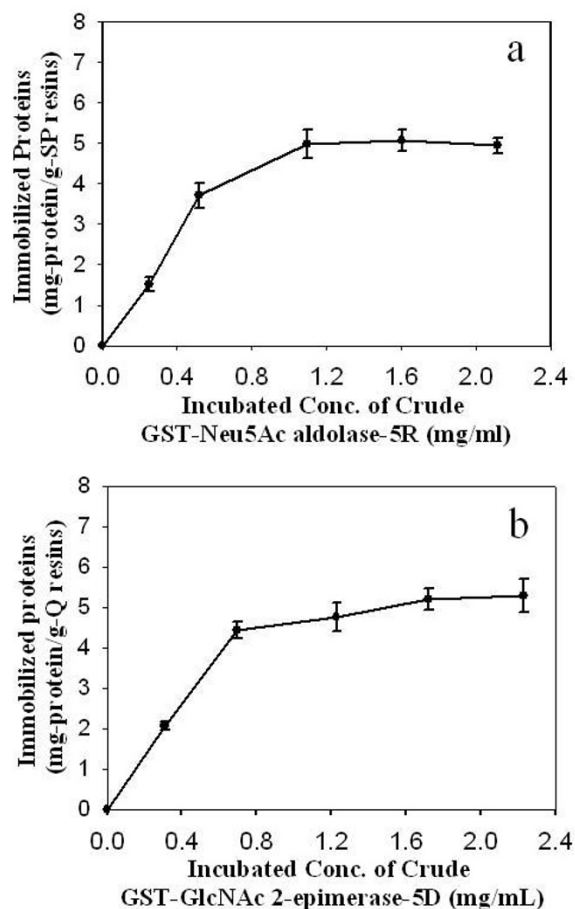 a
Immobilized Proteins
(mg-protein/g-SP resins)
8
7
6
5
4
3
2
1
0
0.0 0.4 0.8 1.2 1.6 2.0 2.4
Incubated Conc. of Crude
GST-Neu5Ac aldolase-5R (mg/ml)
b
Immobilized proteins
(mg-protein/g-Q resins)
8
7
6
5
4
3
2
1
0
0.0 0.4 0.8 1.2 1.6 2.0 2.4
Incubated Conc. of Crude
GST-GlcNAc 2-epimerase-5D (mg/mL)